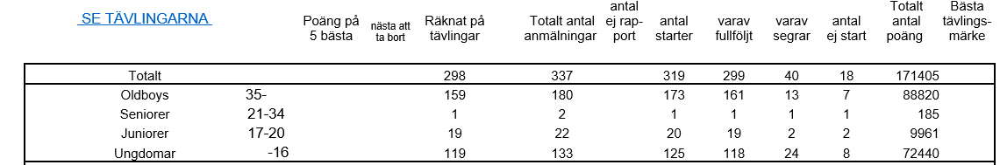 SE TÄVLINGARNA Poäng på 5 bästa nästa att ta bort Räknat på tävlingar Totalt antal anmälningar antal ej rap-port antal starter varav fullföljt varav segrar antal ej start Totalt antal poäng Bästa tävlings-märke
Totalt 298 337 319 299 40 18 171405
Oldboys 35- 159 180 173 161 13 7 88820
Seniorer 21-34 1 2 1 1 1 1 185
Juniorer 17-20 19 22 20 19 2 2 9961
Ungdomar -16 119 133 125 118 24 8 72440